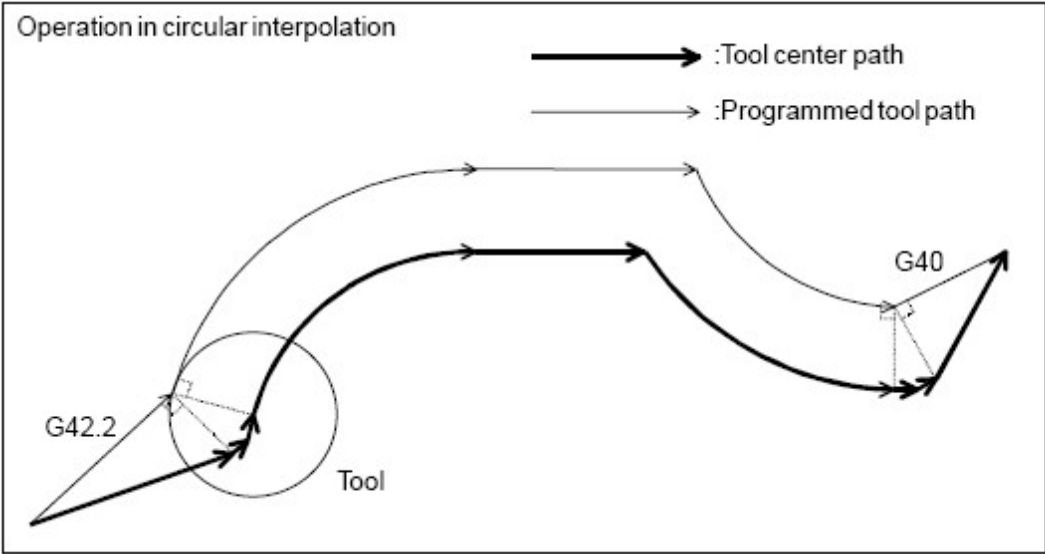 Operation in circular interpolation
:Tool center path
:Programmed tool path
G40
G42.2
Tool